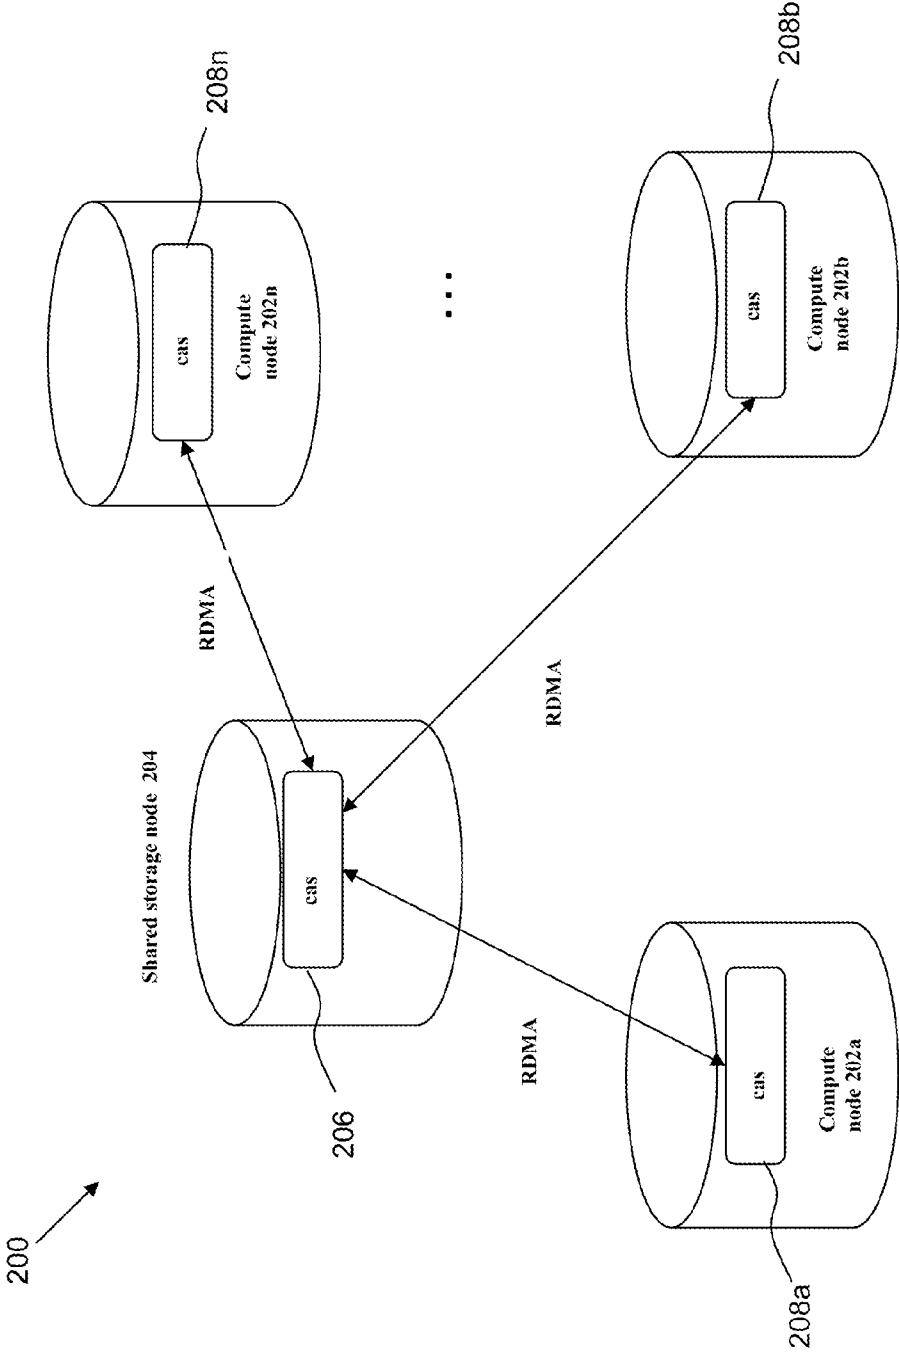 200
Shared storage node 204
206
cas
RDMA
RDMA
RDMA
208n
cas
Compute
node 202n
...
208a
cas
Compute
node 202a
208b
cas
Compute
node 202b